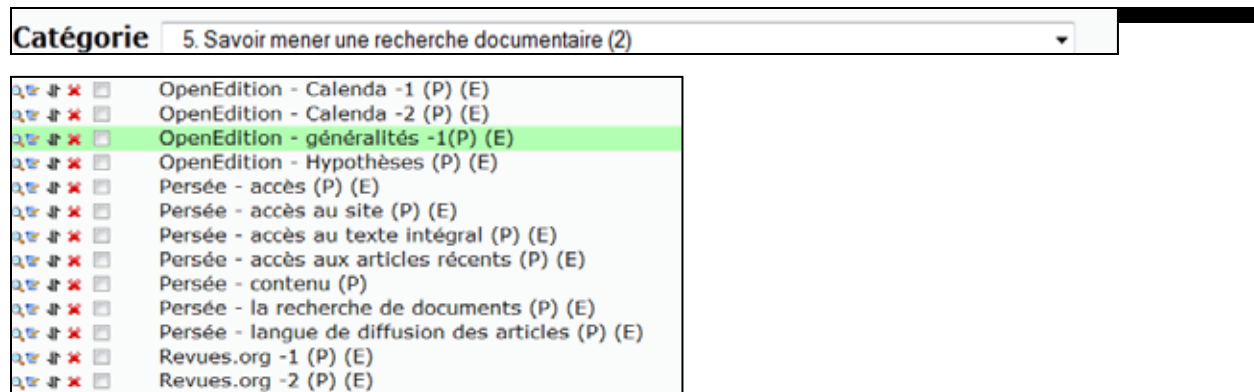 Catégorie 5. Savoir mener une recherche documentaire (2)
OpenEdition - Calenda -1 (P) (E)
OpenEdition - Calenda -2 (P) (E)
OpenEdition - généralités -1(P) (E)
OpenEdition - Hypothèses (P) (E)
Persée - accès (P) (E)
Persée - accès au site (P) (E)
Persée - accès au texte intégral (P) (E)
Persée - accès aux articles récents (P) (E)
Persée - contenu (P)
Persée - la recherche de documents (P) (E)
Persée - langue de diffusion des articles (P) (E)
Revues.org -1 (P) (E)
Revues.org -2 (P) (E)